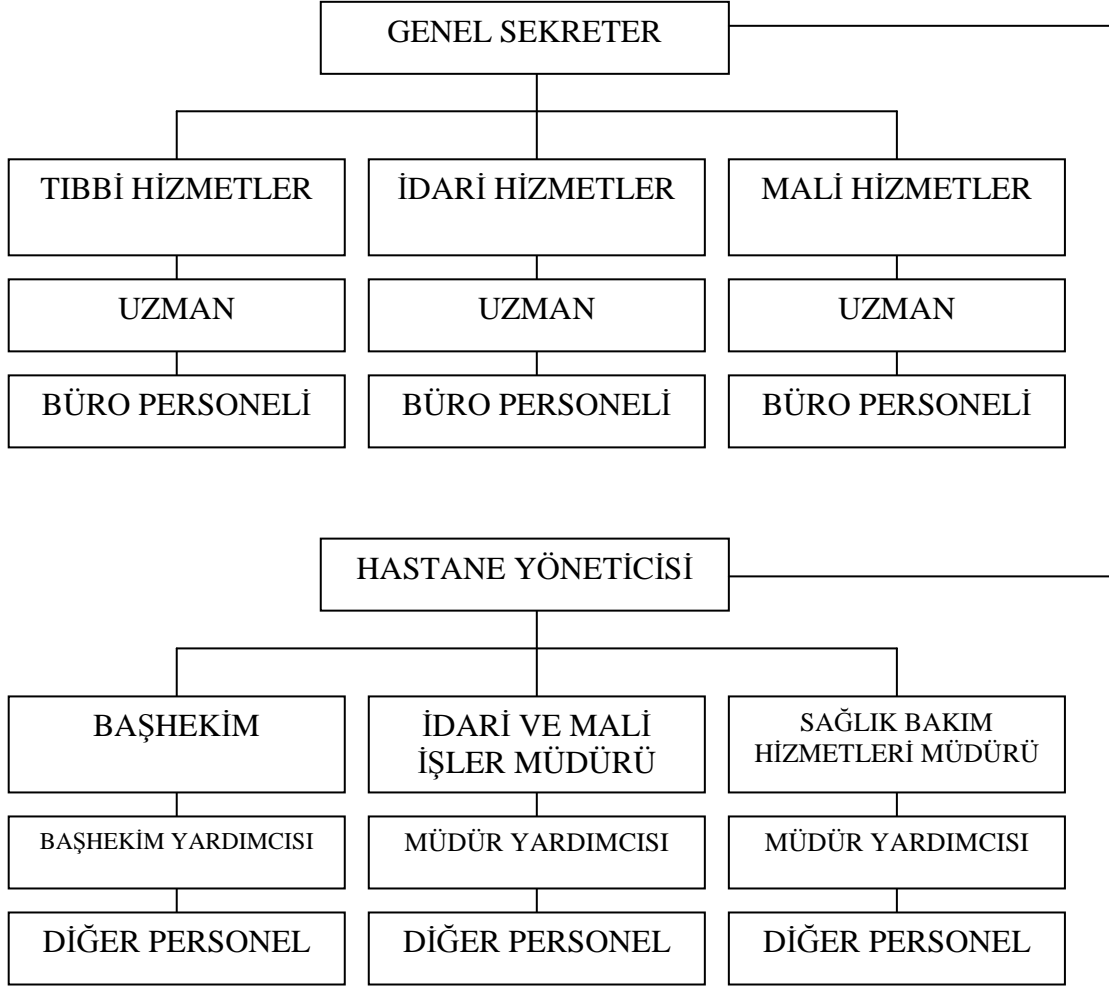 GENEL SEKRETER
TIBBİ HİZMETLER
İDARİ HİZMETLER
MALİ HİZMETLER
UZMAN
UZMAN
UZMAN
BÜRO PERSONELİ
BÜRO PERSONELİ
BÜRO PERSONELİ
HASTANE YÖNETİCİSİ
BAŞHEKİM
İDARİ VE MALİ
İŞLER MÜDÜRÜ
SAĞLIK BAKIM
HİZMETLERİ MÜDÜRÜ
BAŞHEKİM YARDIMCISI
MÜDÜR YARDIMCISI
MÜDÜR YARDIMCISI
DİĞER PERSONEL
DİĞER PERSONEL
DİĞER PERSONEL